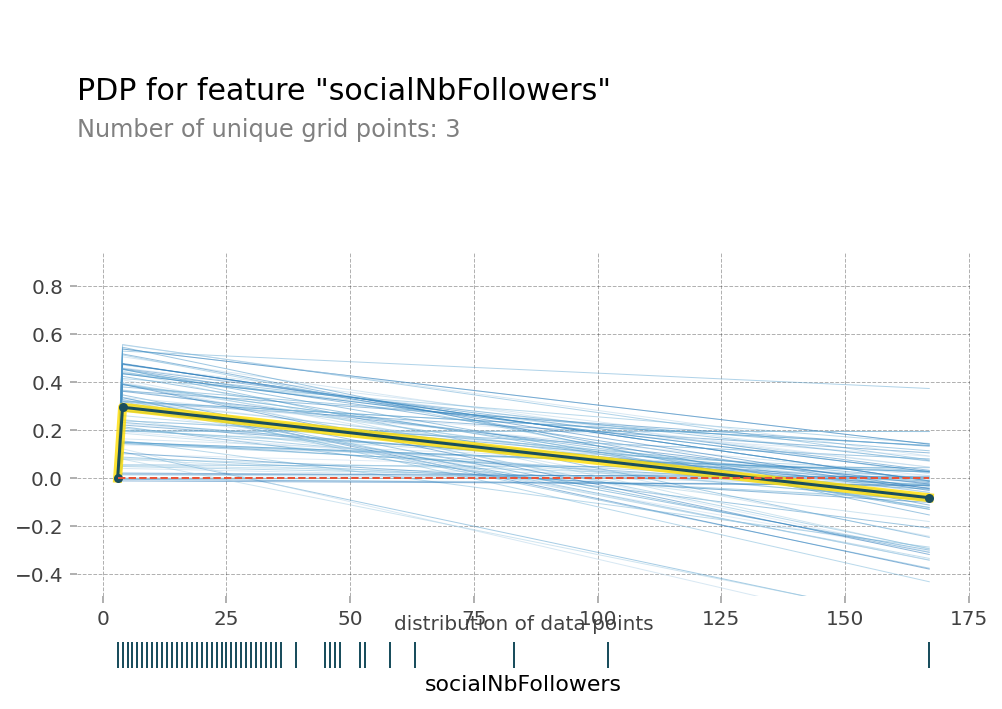 PDP for feature "socialNbFollowers"
Number of unique grid points: 3
0.8
0.6
0.4
0.2
0.0
−0.2
−0.4
0 25 50 75 100 125 150 175
distribution of data points
socialNbFollowers